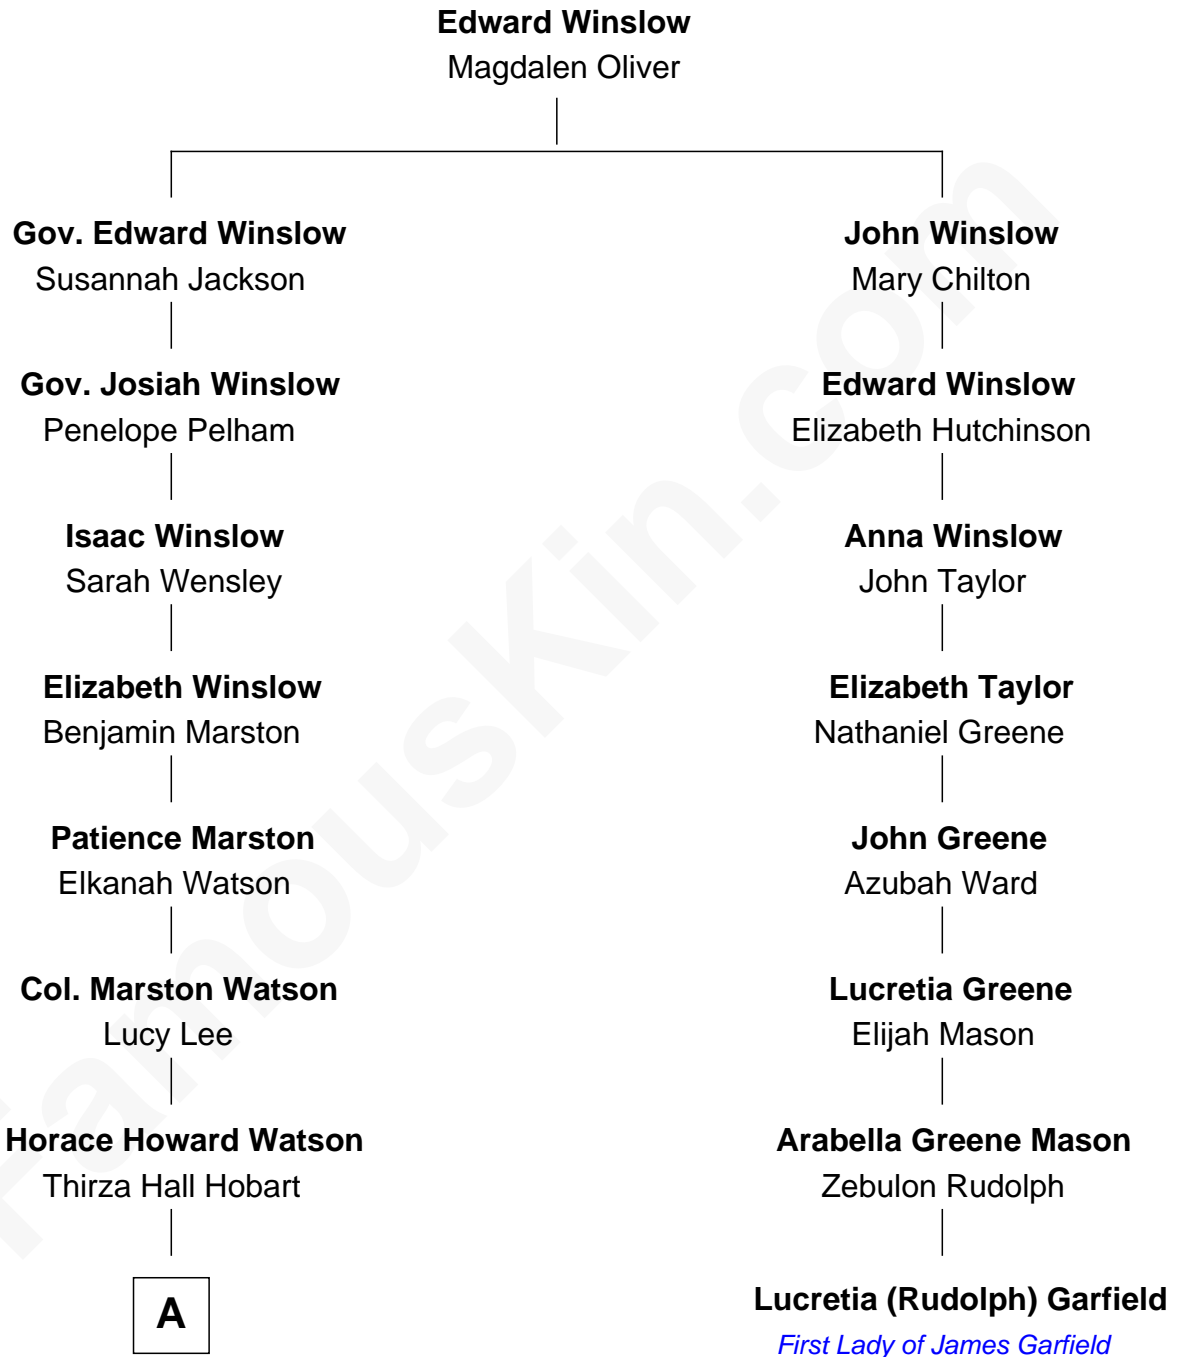 Edward Winslow
Magdalen Oliver
Gov. Edward Winslow
Susannah Jackson
John Winslow
Mary Chilton
Gov. Josiah Winslow
Penelope Pelham
Edward Winslow
Elizabeth Hutchinson
Isaac Winslow
Sarah Wensley
Anna Winslow
John Taylor
Elizabeth Winslow
Benjamin Marston
Elizabeth Taylor
Nathaniel Greene
Patience Marston
Elkanah Watson
John Greene
Azubah Ward
Col. Marston Watson
Lucy Lee
Lucretia Greene
Elijah Mason
Horace Howard Watson
Thirza Hall Hobart
Arabella Greene Mason
Zebulon Rudolph
A
Lucretia (Rudolph) Garfield
First Lady of James Garfield
FamousKin.com